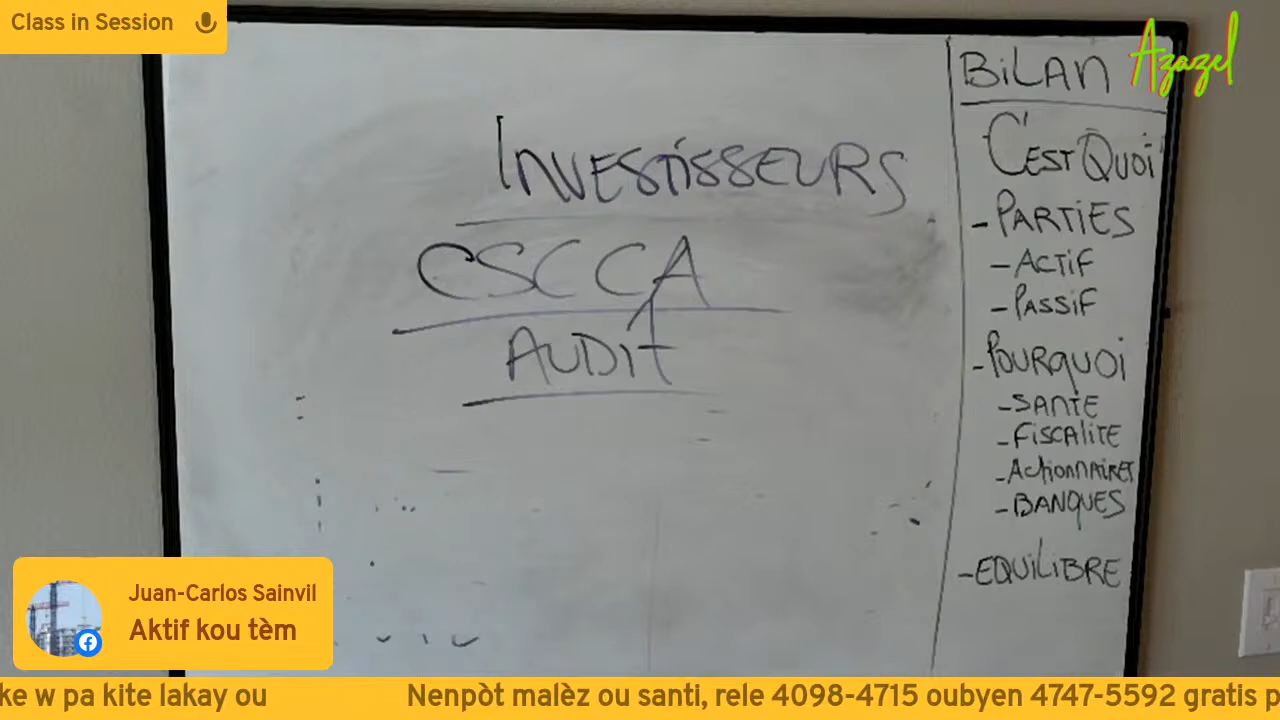 Class in Session
Azazel
INVESTISSEURS
CSCCA
AUDIT
BILAN
C'EST QUOI
- PARTIES
- ACTIF
- PASSIF
- POURQUOI
- SANTE
- FISCALITE
- ACTIONNAIRES
- BANQUES
- EQUILIBRE
Juan-Carlos Sainvil
Aktif kou tèm
ke w pa kite lakay ou
Nenpòt malèz ou santi, rele 4098-4715 oubyen 4747-5592 gratis p